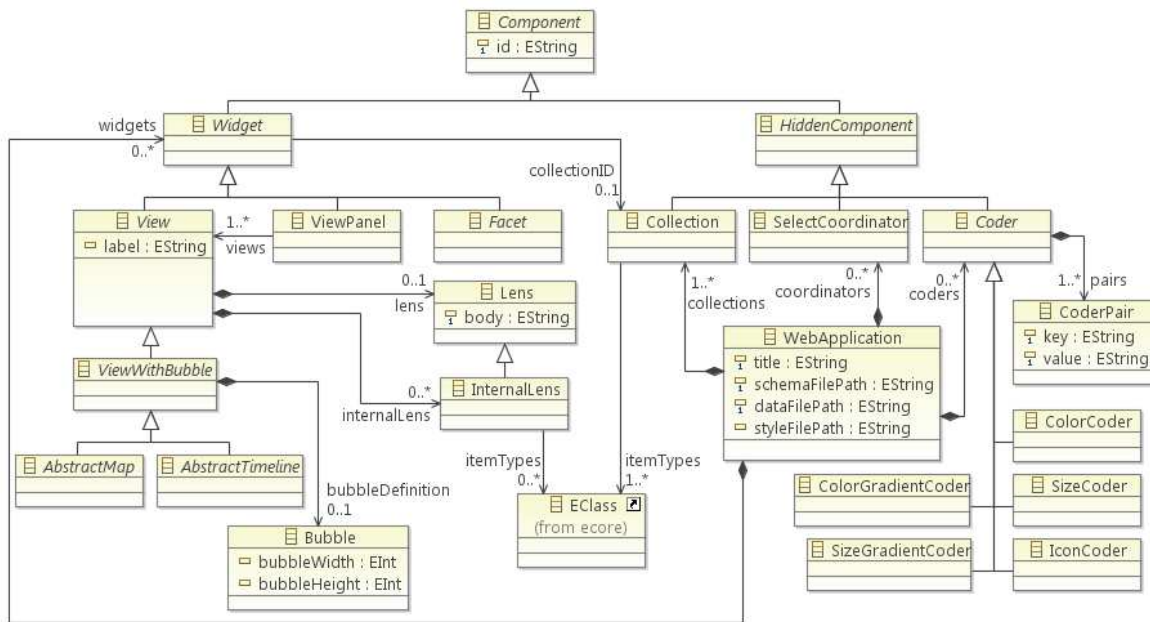 Component
id : EString
widgets
Widget
HiddenComponent
0..*
collectionID
0..1
View
ViewPanel
Facet
Collection
SelectCoordinator
Coder
label : EString
1..*
views
0..1
lens
Lens
body : EString
1..*
collections
0..*
coordinators
0..*
coders
1..*
pairs
CoderPair
key : EString
value : EString
WebApplication
title : EString
schemaFilePath : EString
dataFilePath : EString
styleFilePath : EString
ViewWithBubble
0..*
internalLens
InternalLens
AbstractMap
AbstractTimeline
itemTypes
0..*
itemTypes
1..*
ColorCoder
bubbleDefinition
0..1
EClass
(from ecore)
ColorGradientCoder
SizeCoder
Bubble
bubbleWidth : EInt
bubbleHeight : EInt
SizeGradientCoder
IconCoder